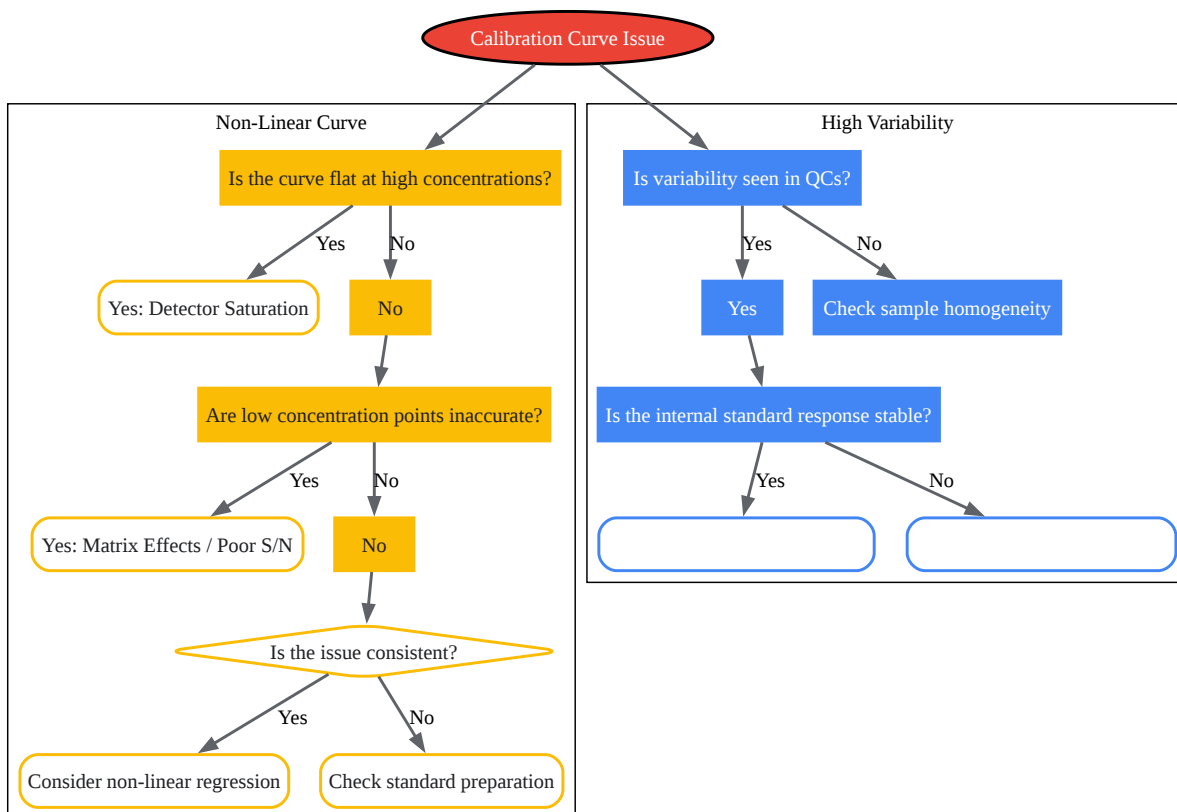 Calibration Curve Issue
Non-Linear Curve
Is the curve flat at high concentrations?
Yes
No
Yes: Detector Saturation
No
Are low concentration points inaccurate?
Yes
No
Yes: Matrix Effects / Poor S/N
No
Is the issue consistent?
Yes
No
Consider non-linear regression
Check standard preparation
High Variability
Is variability seen in QCs?
Yes
No
Yes
Check sample homogeneity
Is the internal standard response stable?
Yes
No